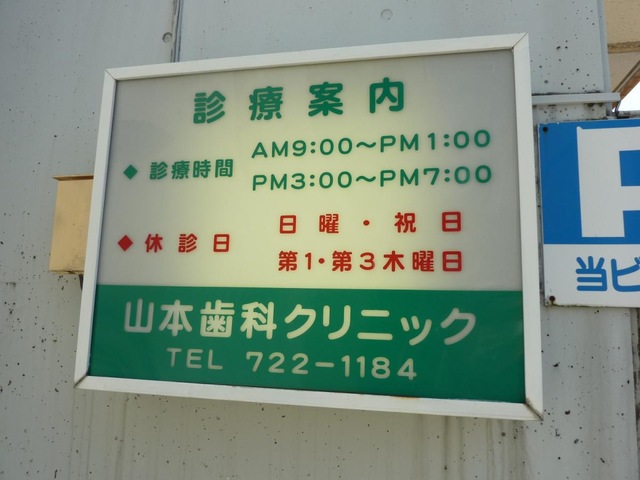 診療案内
◆ 診療時間 AM9:00～PM1:00
PM3:00～PM7:00
◆ 休診日 日曜・祝日
第1・第3木曜日
山本歯科クリニック
TEL 722-1184
P
当ビ